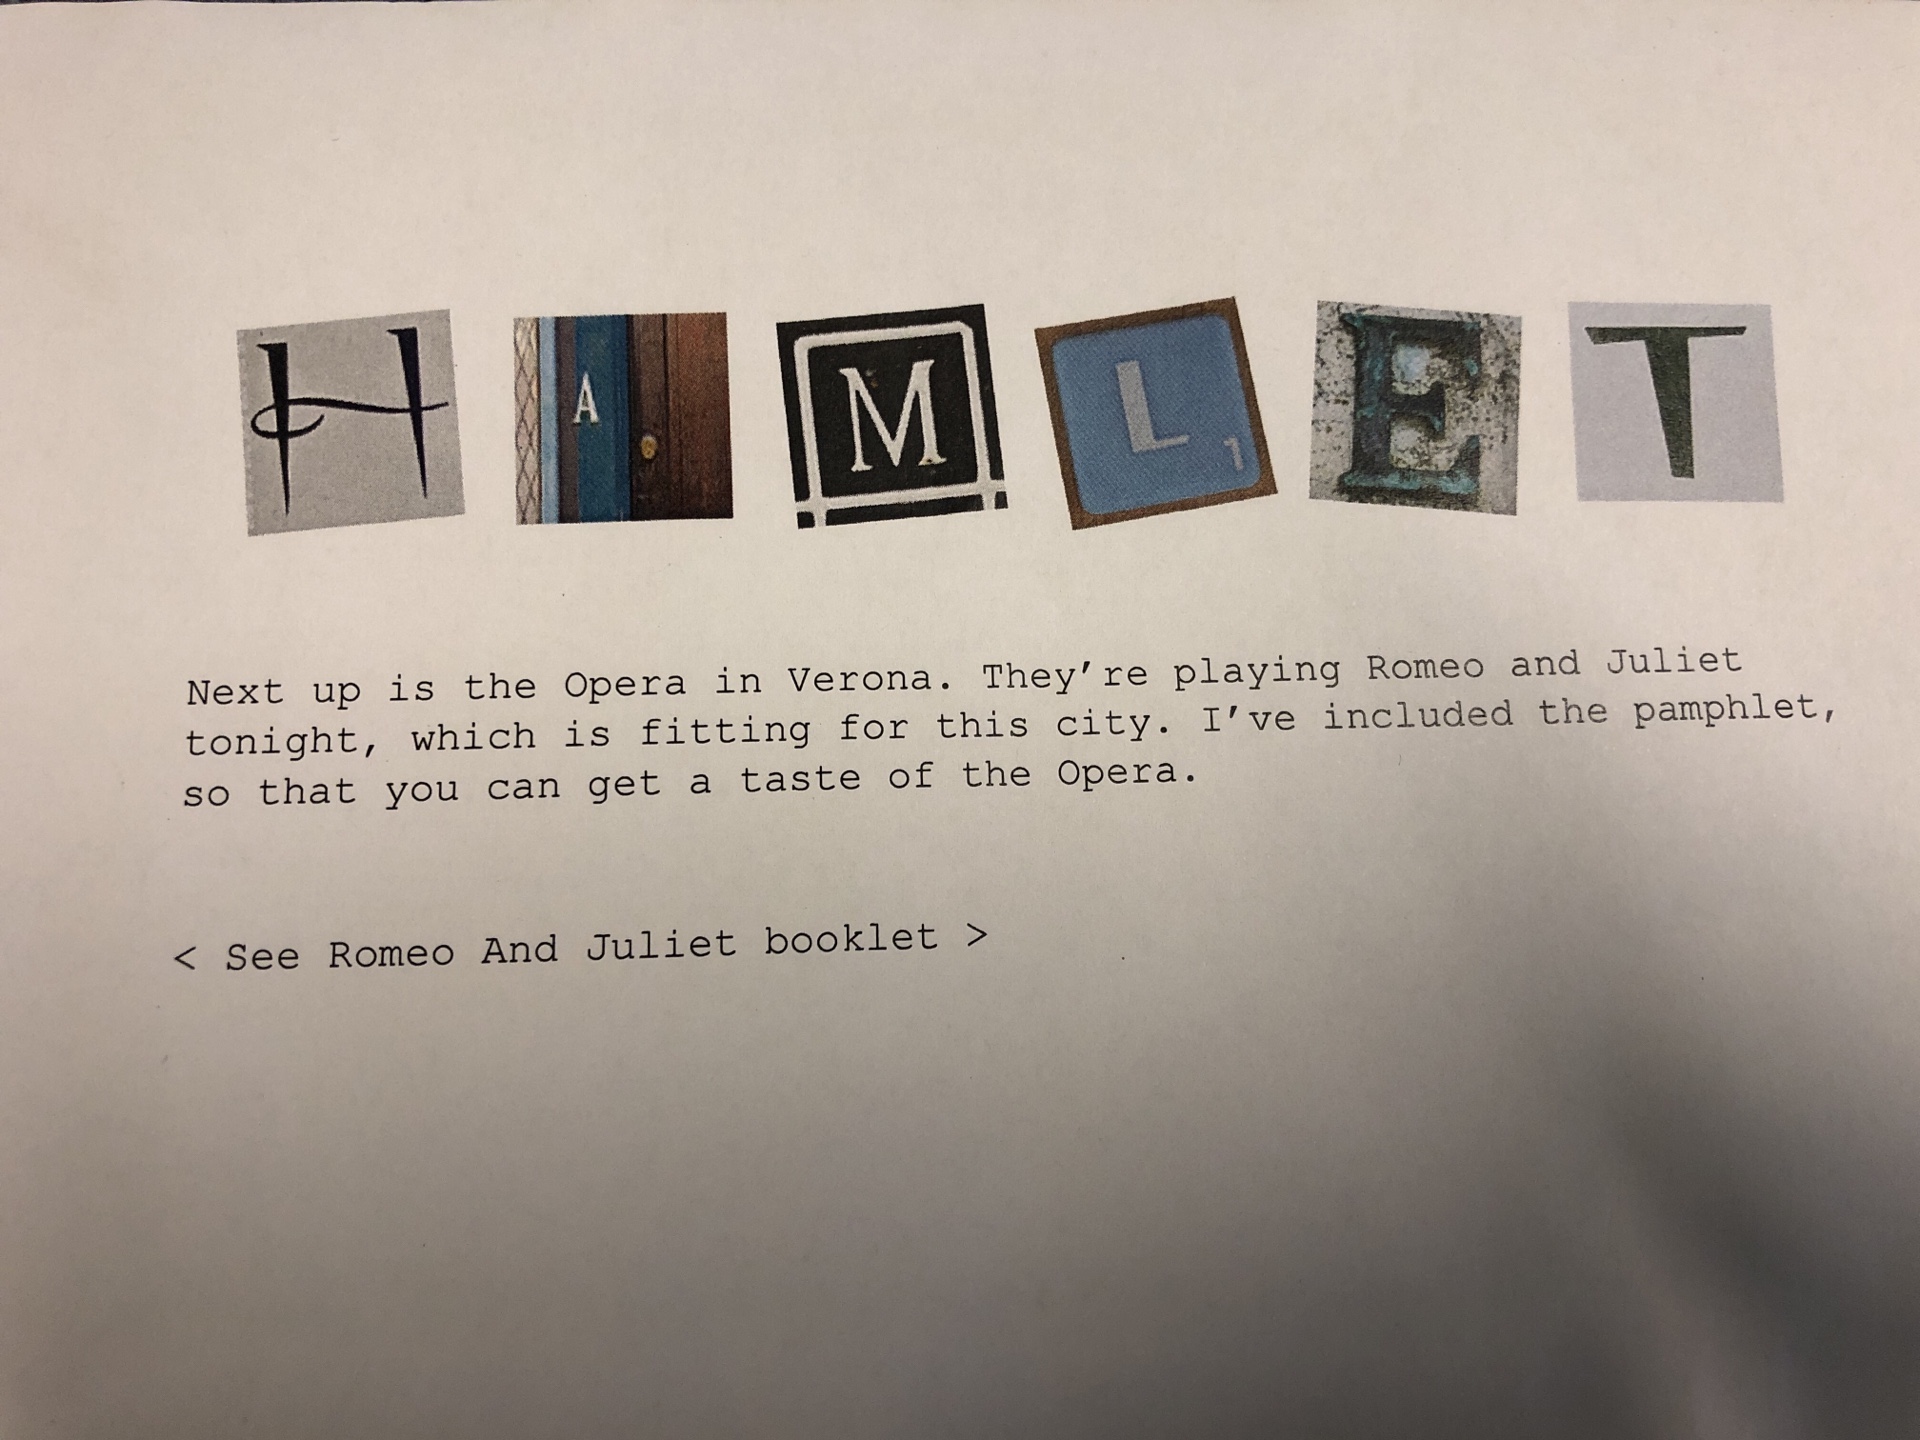 HAMLET
1
Next up is the Opera in Verona. They're playing Romeo and Juliet
tonight, which is fitting for this city. I've included the pamphlet,
so that you can get a taste of the Opera.
< See Romeo And Juliet booklet >